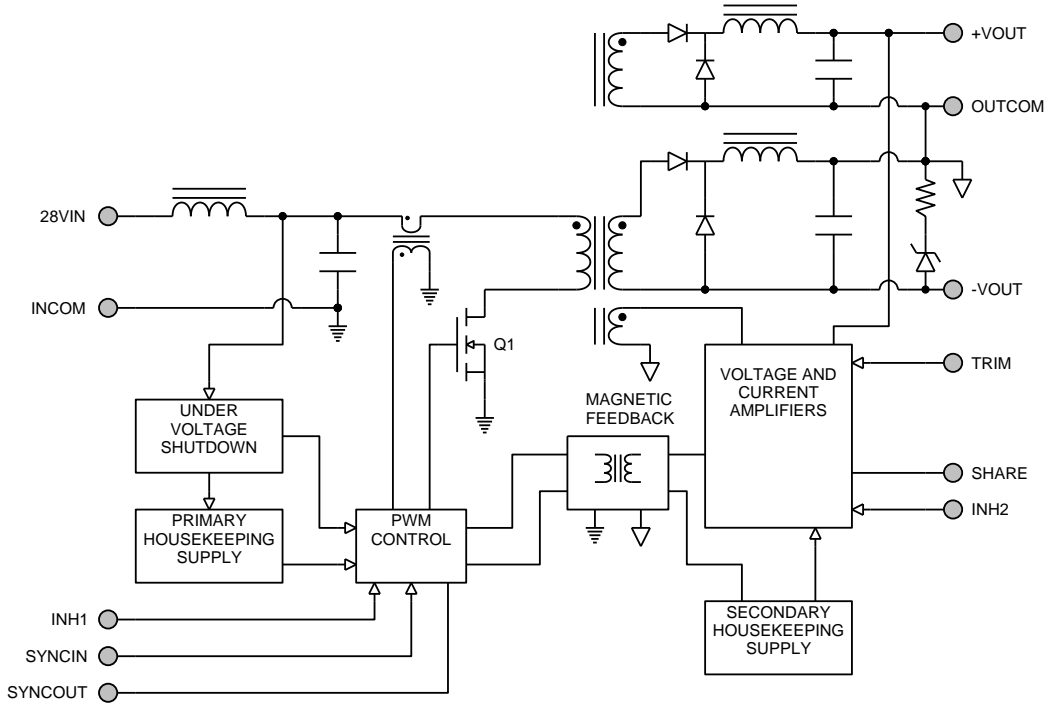 +VOUT
OUTCOM
28VIN
INCOM
-VOUT
Q1
TRIM
VOLTAGE AND
CURRENT
AMPLIFIERS
MAGNETIC
FEEDBACK
UNDER
VOLTAGE
SHUTDOWN
SHARE
INH2
PRIMARY
HOUSEKEEPING
SUPPLY
PWM
CONTROL
INH1
SECONDARY
HOUSEKEEPING
SUPPLY
SYNCIN
SYNCOUT